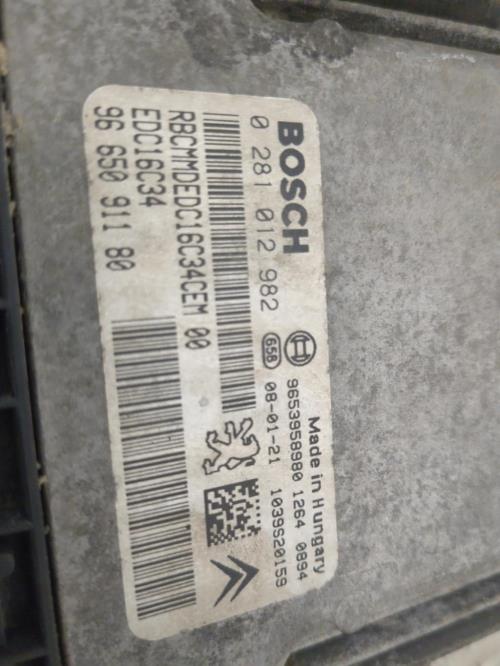 BOSCH
0 281 012 982
RBCMMDEDC16C34CEM 00
EDC16C34
96 650 911 80
658
Made in Hungary
9653958980 1264 0894
08-01-21 1039S20159